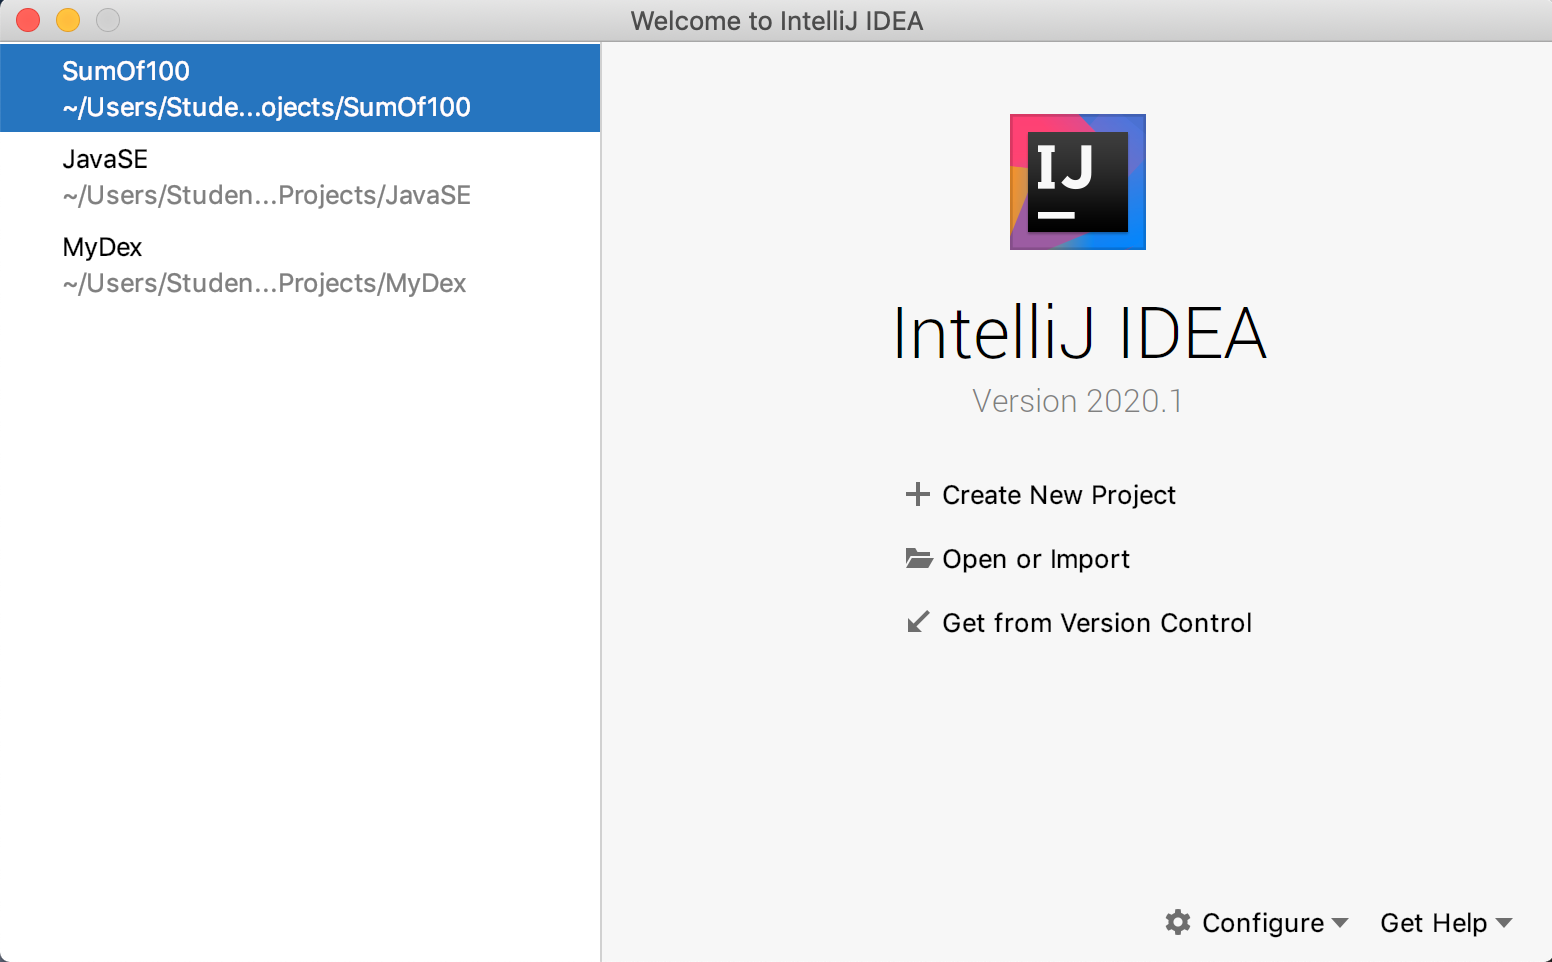 Welcome to IntelliJ IDEA
SumOf100
~/Users/Stude...ojects/SumOf100
JavaSE
~/Users/Studen...Projects/JavaSE
MyDex
~/Users/Studen...Projects/MyDex
IJ
IntelliJ IDEA
Version 2020.1
Create New Project
Open or Import
Get from Version Control
Configure
Get Help